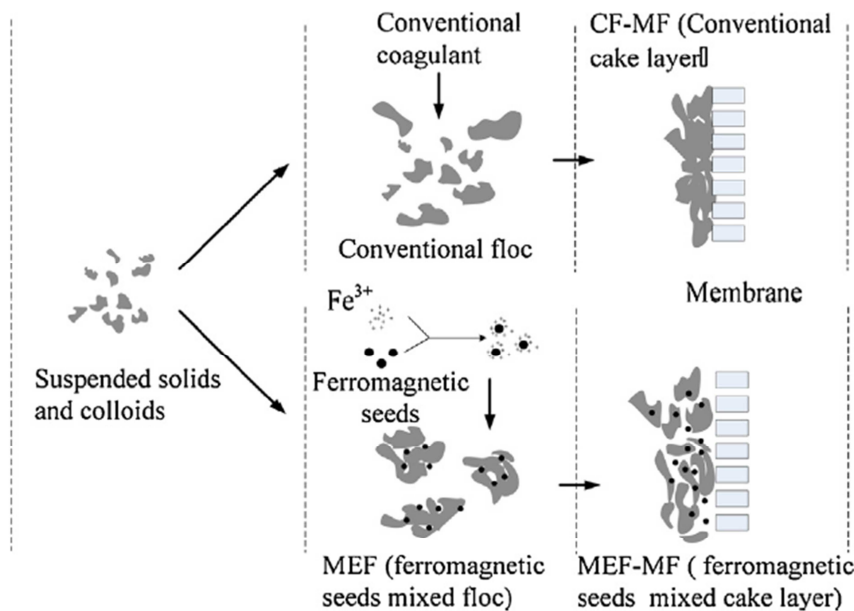 Conventional
coagulant
CF-MF (Conventional
cake layer▯
Conventional floc
Suspended solids
and colloids
Fe³⁺
Ferromagnetic
seeds
Membrane
MEF (ferromagnetic
seeds mixed floc)
MEF-MF ( ferromagnetic
seeds mixed cake layer)